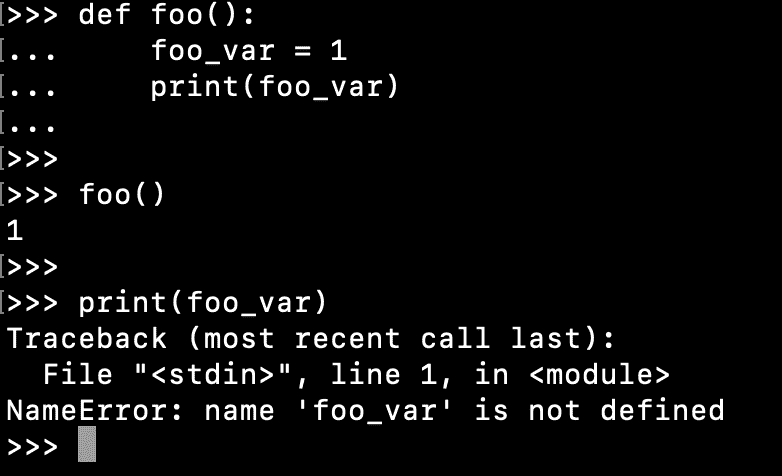 >>> def foo():
...     foo_var = 1
...     print(foo_var)
...
>>>
>>> foo()
1
>>>
>>> print(foo_var)
Traceback (most recent call last):
  File "<stdin>", line 1, in <module>
NameError: name 'foo_var' is not defined
>>>